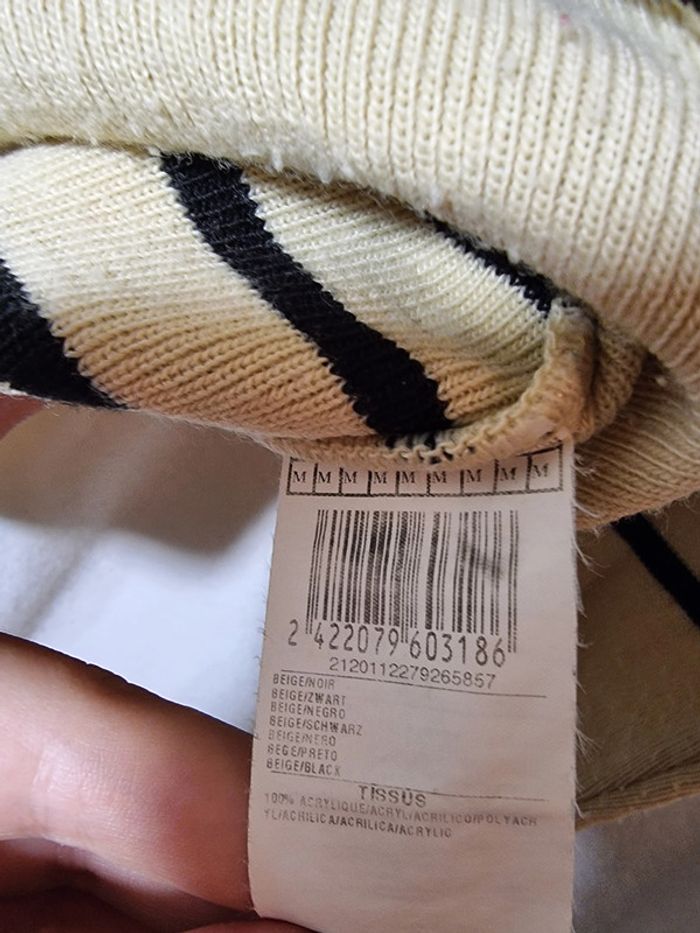 M M M M M M M M M
2 422079 603186
2120112279265857
BEIGE/NOIR
BEIGE/ZWART
BEIGE/NEGRO
BEIGE/SCHWARZ
BEIGE/NERO
BEGE/PRETO
BEIGE/BLACK
TISSUS
100% ACRYLIQUE/ACRYL/ACRILICO/POLYACR
YL/ACRILICA/ACRILICA/ACRYLIC